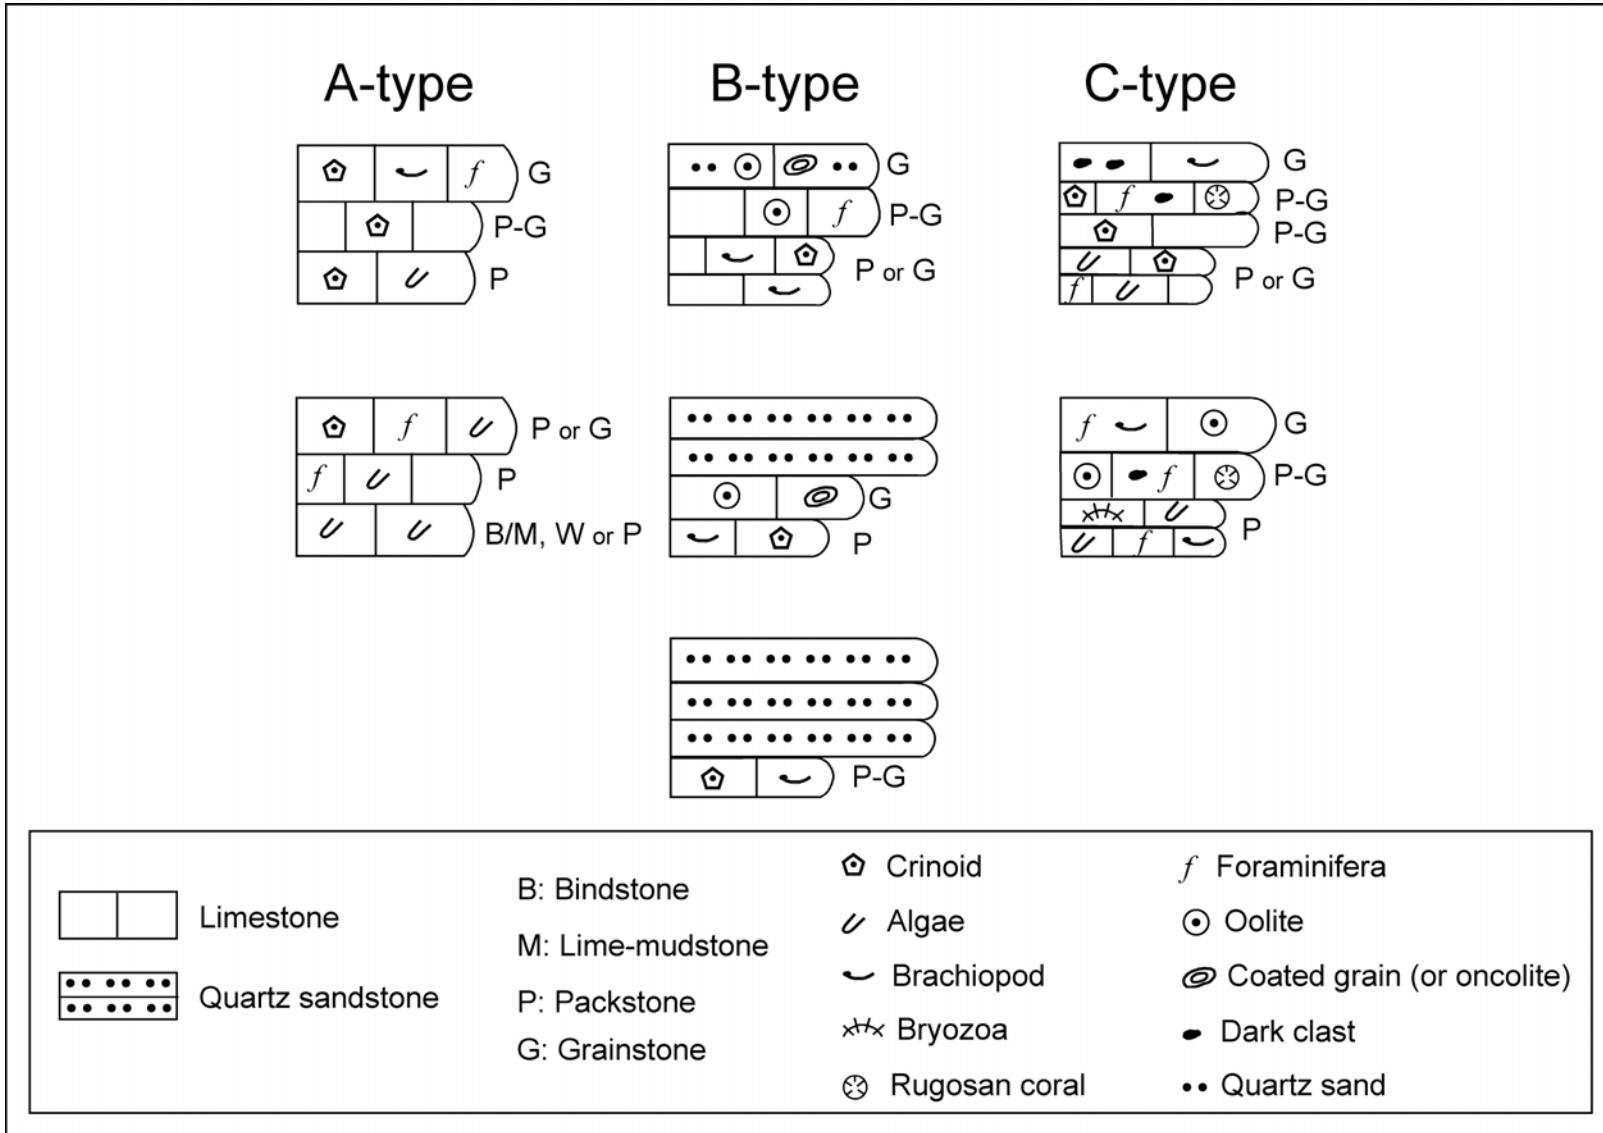 A-type
B-type
C-type
G
P-G
P
G
P-G
P or G
G
P-G
P-G
P or G
P or G
P
B/M, W or P
G
P
G
P-G
P
P-G
Limestone
Quartz sandstone
B: Bindstone
M: Lime-mudstone
P: Packstone
G: Grainstone
Crinoid
Algae
Brachiopod
Bryozoa
Rugosan coral
f Foraminifera
Oolite
Coated grain (or oncolite)
Dark clast
Quartz sand